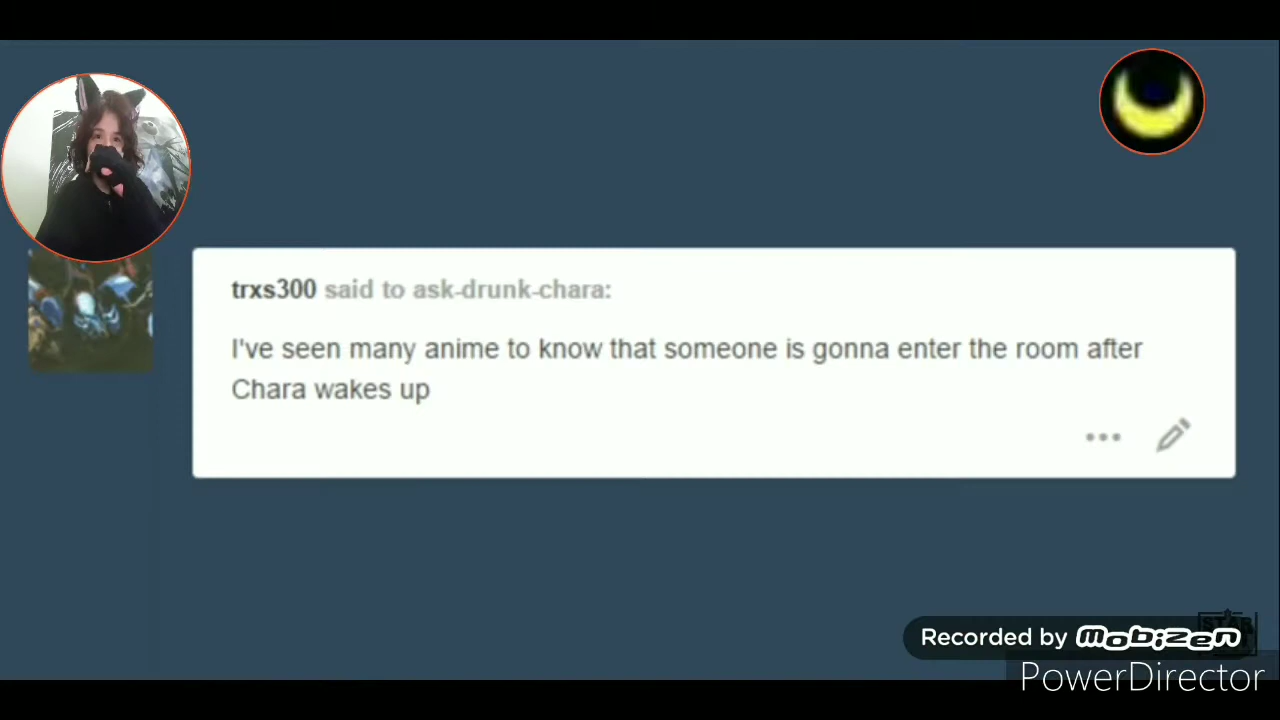 trxs300 said to ask-drunk-chara:
I've seen many anime to know that someone is gonna enter the room after
Chara wakes up
Recorded by mobizen
PowerDirector